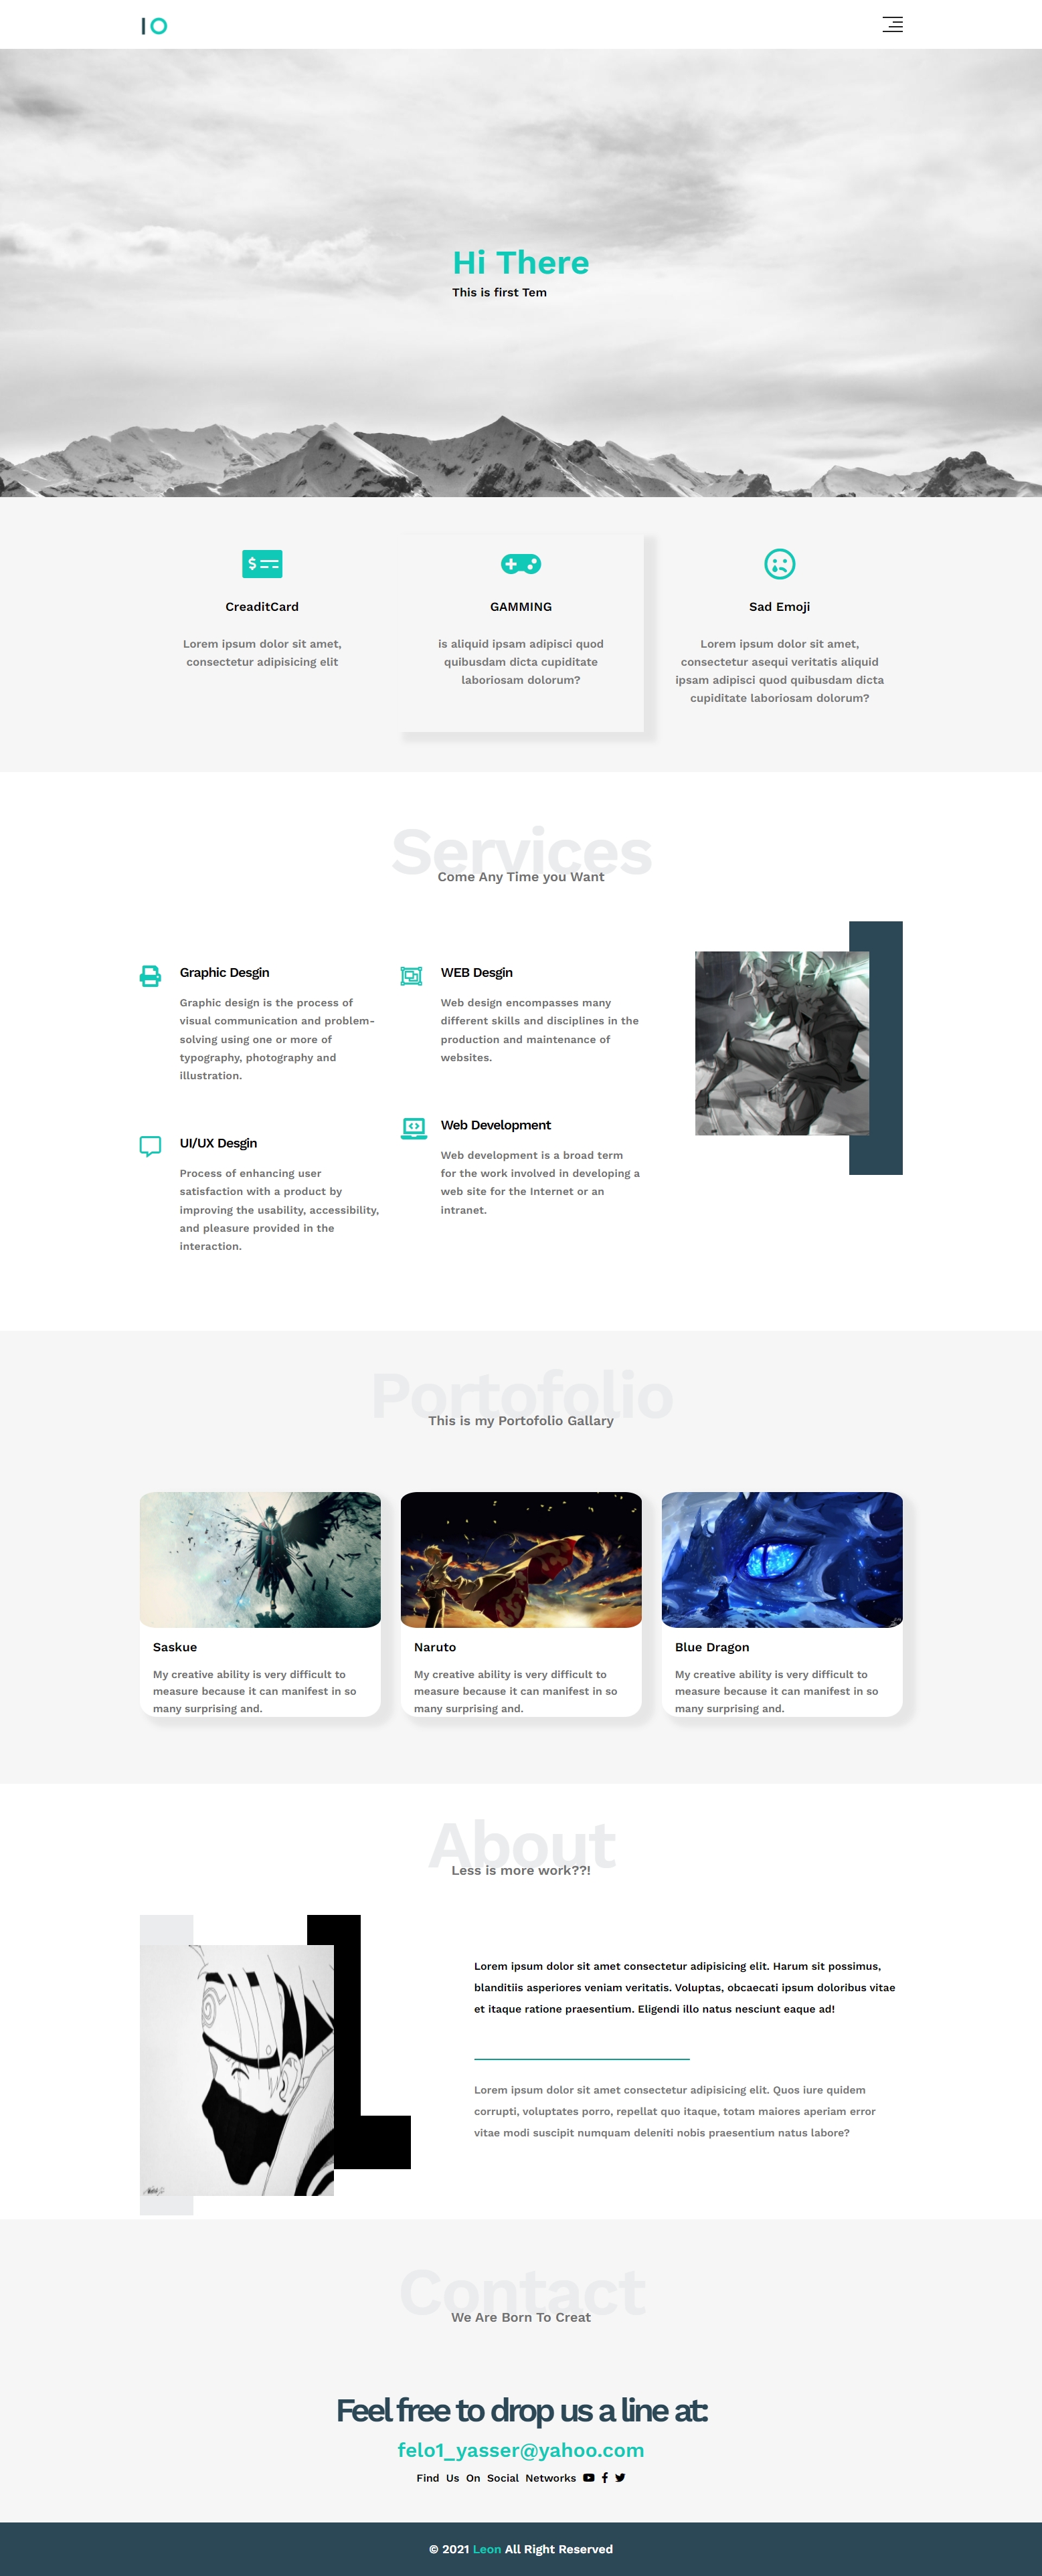 IO
Hi There
This is first Tem
CreaditCard
Lorem ipsum dolor sit amet,
consectetur adipisicing elit
GAMMING
is aliquid ipsam adipisci quod
quibusdam dicta cupiditate
laboriosam dolorum?
Sad Emoji
Lorem ipsum dolor sit amet,
consectetur asequi veritatis aliquid
ipsam adipisci quod quibusdam dicta
cupiditate laboriosam dolorum?
Services
Come Any Time you Want
Graphic Desgin
Graphic design is the process of
visual communication and problem-
solving using one or more of
typography, photography and
illustration.
UI/UX Desgin
Process of enhancing user
satisfaction with a product by
improving the usability, accessibility,
and pleasure provided in the
interaction.
WEB Desgin
Web design encompasses many
different skills and disciplines in the
production and maintenance of
websites.
Web Development
Web development is a broad term
for the work involved in developing a
web site for the Internet or an
intranet.
Portofolio
This is my Portofolio Gallary
Saskue
My creative ability is very difficult to
measure because it can manifest in so
many surprising and.
Naruto
My creative ability is very difficult to
measure because it can manifest in so
many surprising and.
Blue Dragon
My creative ability is very difficult to
measure because it can manifest in so
many surprising and.
About
Less is more work??!
Lorem ipsum dolor sit amet consectetur adipisicing elit. Harum sit possimus,
blanditiis asperiores veniam veritatis. Voluptas, obcaecati ipsum doloribus vitae
et itaque ratione praesentium. Eligendi illo natus nesciunt eaque ad!
Lorem ipsum dolor sit amet consectetur adipisicing elit. Quos iure quidem
corrupti, voluptates porro, repellat quo itaque, totam maiores aperiam error
vitae modi suscipit numquam deleniti nobis praesentium natus labore?
Contact
We Are Born To Creat
Feel free to drop us a line at:
felo1_yasser@yahoo.com
Find Us On Social Networks
© 2021 Leon All Right Reserved